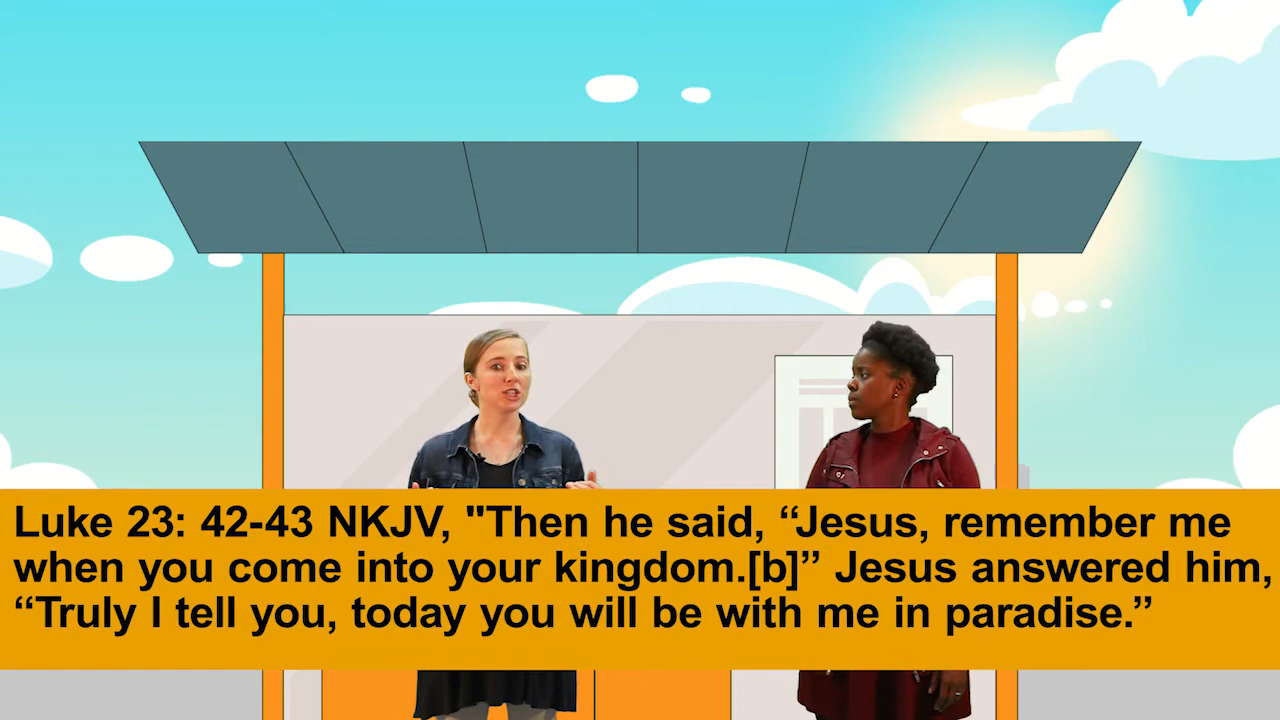 Luke 23: 42-43 NKJV, "Then he said, “Jesus, remember me
when you come into your kingdom.[b]” Jesus answered him,
“Truly I tell you, today you will be with me in paradise.”